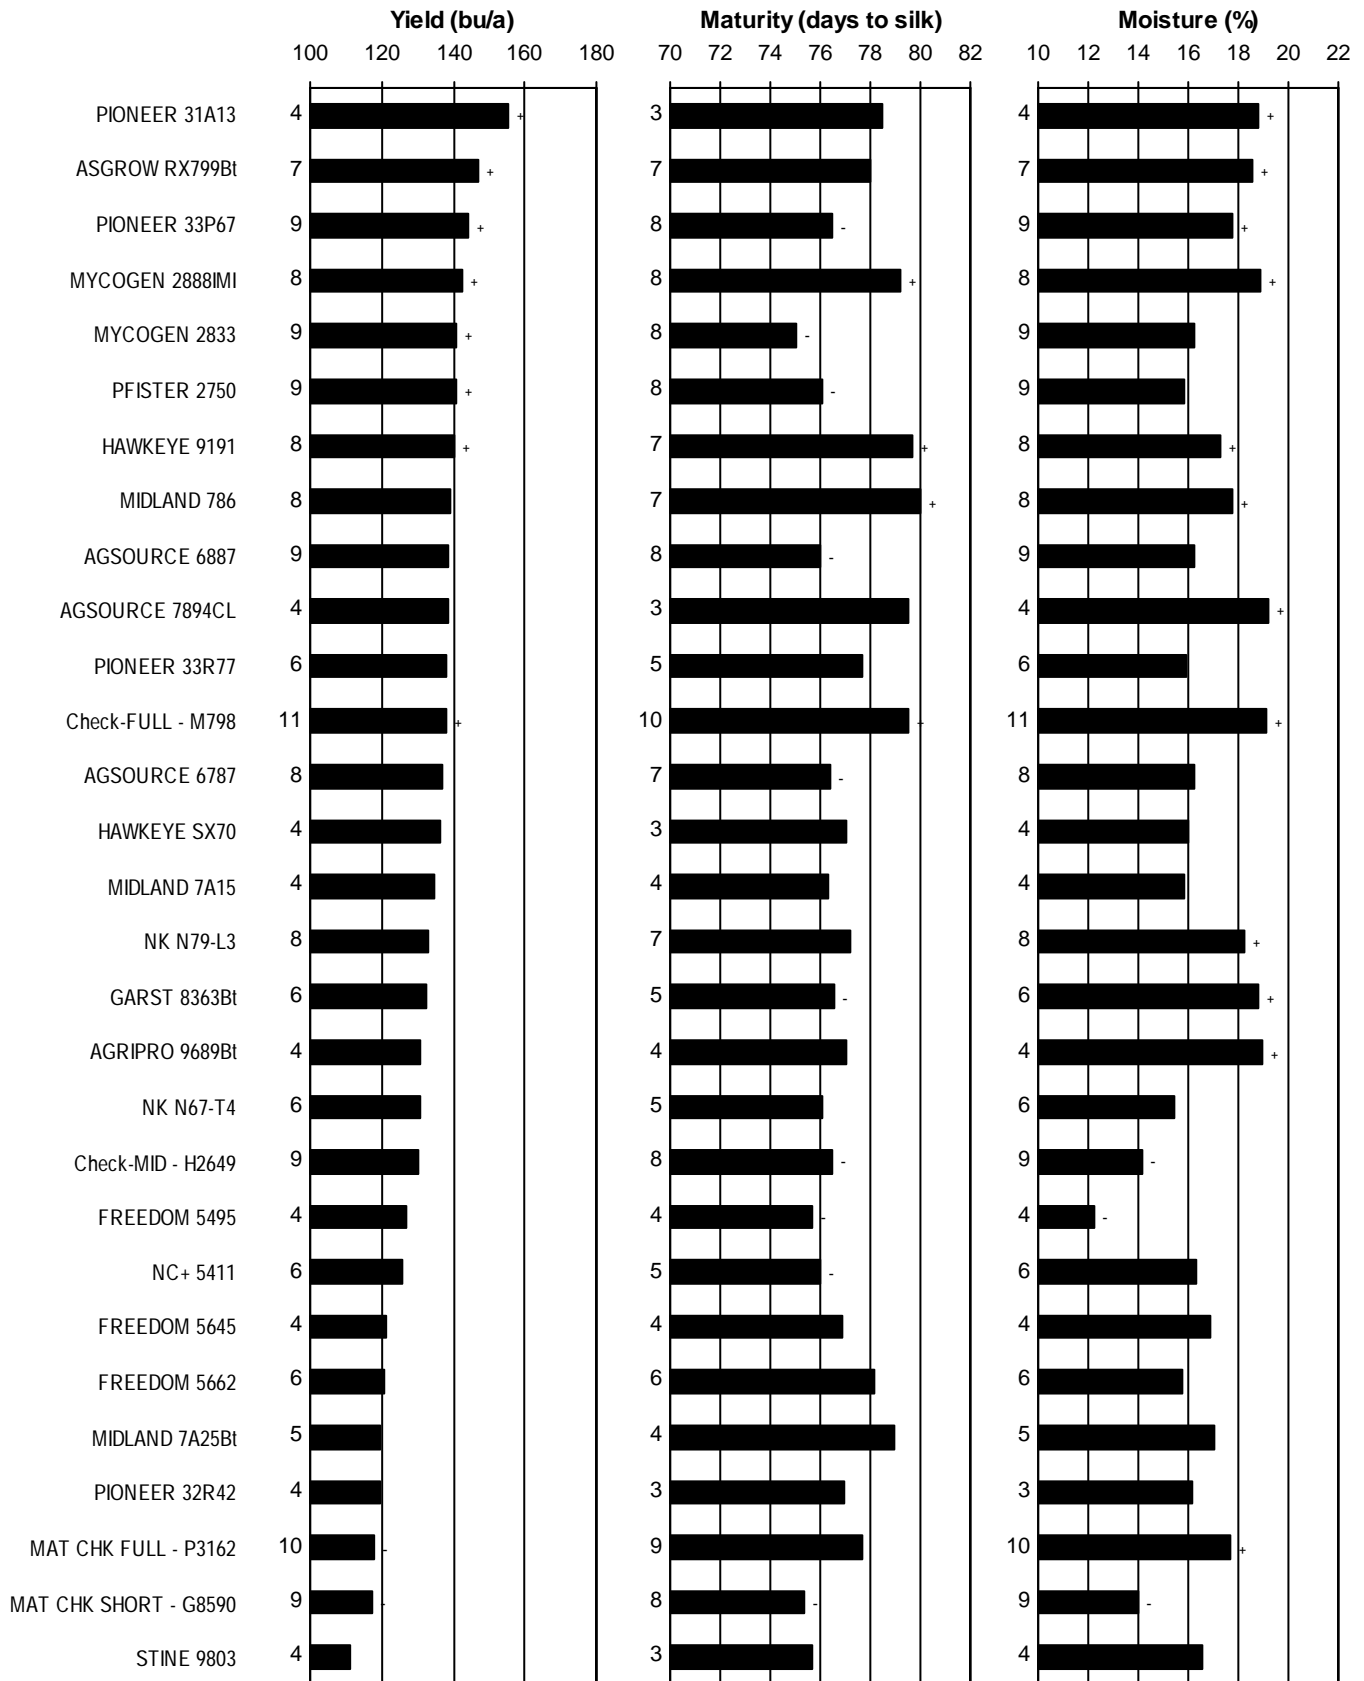 Yield (bu/a) Maturity (days to silk) Moisture (%)
100 120 140 160 180 70 72 74 76 78 80 82 10 12 14 16 18 20 22
PIONEER 31A13 4 + 3 4 +
ASGROW RX799Bt 7 + 7 7 +
PIONEER 33P67 9 + 8 - 9 +
MYCOGEN 2888IMI 8 + 8 + 8 +
MYCOGEN 2833 9 + 8 - 9
PFISTER 2750 9 + 8 - 9
HAWKEYE 9191 8 + 7 + 8 +
MIDLAND 786 8 7 + 8 +
AGSOURCE 6887 9 8 - 9
AGSOURCE 7894CL 4 3 4 +
PIONEER 33R77 6 5 6
Check-FULL - M798 11 + 10 + 11 +
AGSOURCE 6787 8 7 - 8
HAWKEYE SX70 4 3 4
MIDLAND 7A15 4 4 4
NK N79-L3 8 7 8 +
GARST 8363Bt 6 5 - 6 +
AGRIPRO 9689Bt 4 4 4 +
NK N67-T4 6 5 6
Check-MID - H2649 9 8 - 9 -
FREEDOM 5495 4 4 - 4 -
NC+ 5411 6 5 - 6
FREEDOM 5645 4 4 4
FREEDOM 5662 6 6 6
MIDLAND 7A25Bt 5 4 5
PIONEER 32R42 4 3 3
MAT CHK FULL - P3162 10 - 9 10 +
MAT CHK SHORT - G8590 9 - 8 - 9 -
STINE 9803 4 3 4